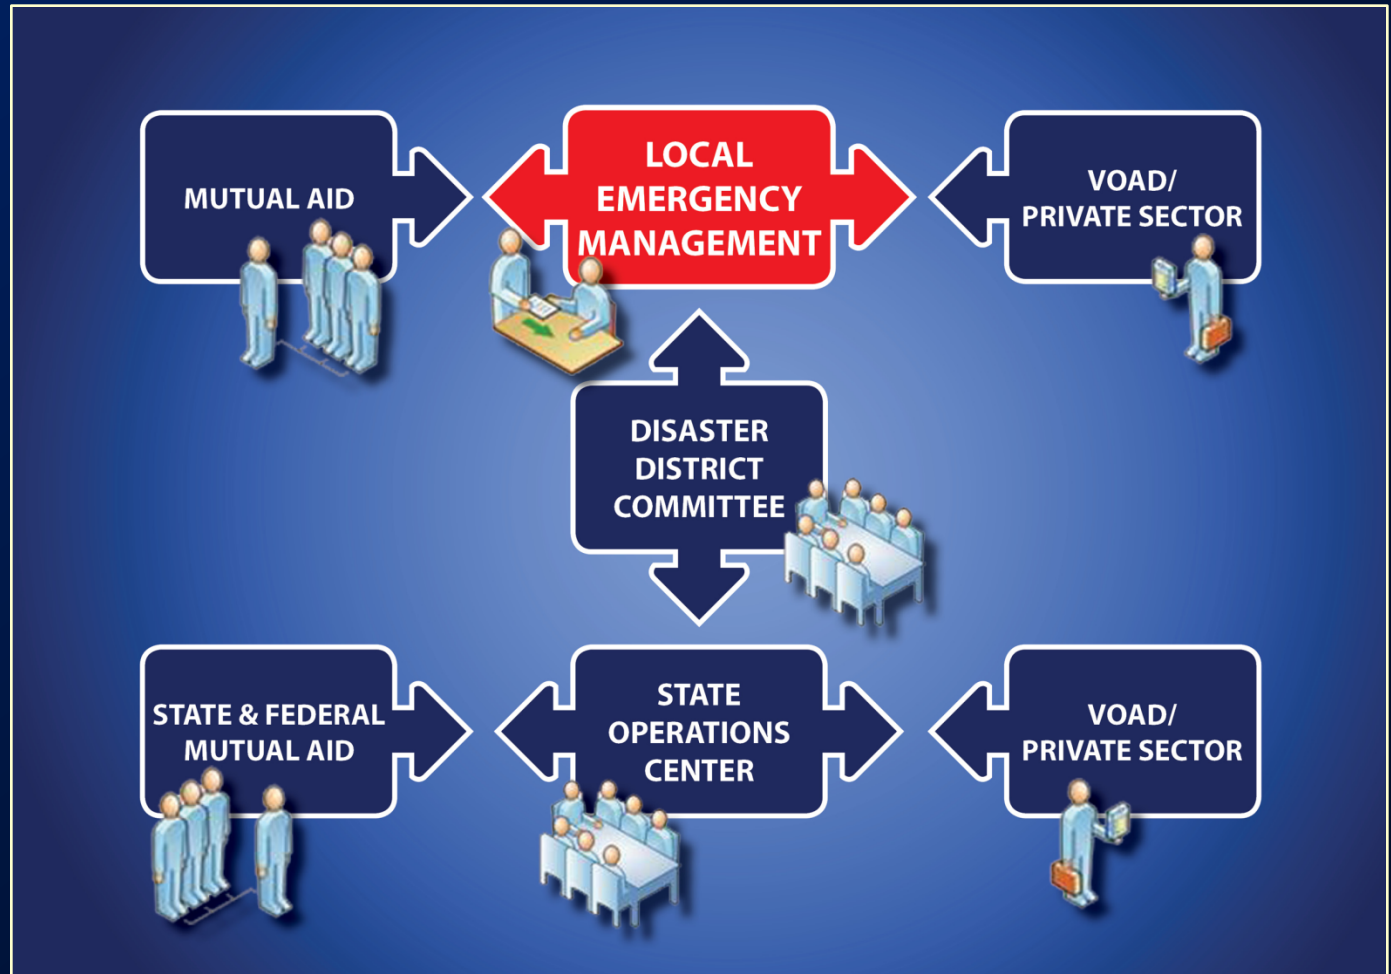 MUTUAL AID
LOCAL
EMERGENCY
MANAGEMENT
VOAD/
PRIVATE SECTOR
DISASTER
DISTRICT
COMMITTEE
STATE & FEDERAL
MUTUAL AID
STATE
OPERATIONS
CENTER
VOAD/
PRIVATE SECTOR